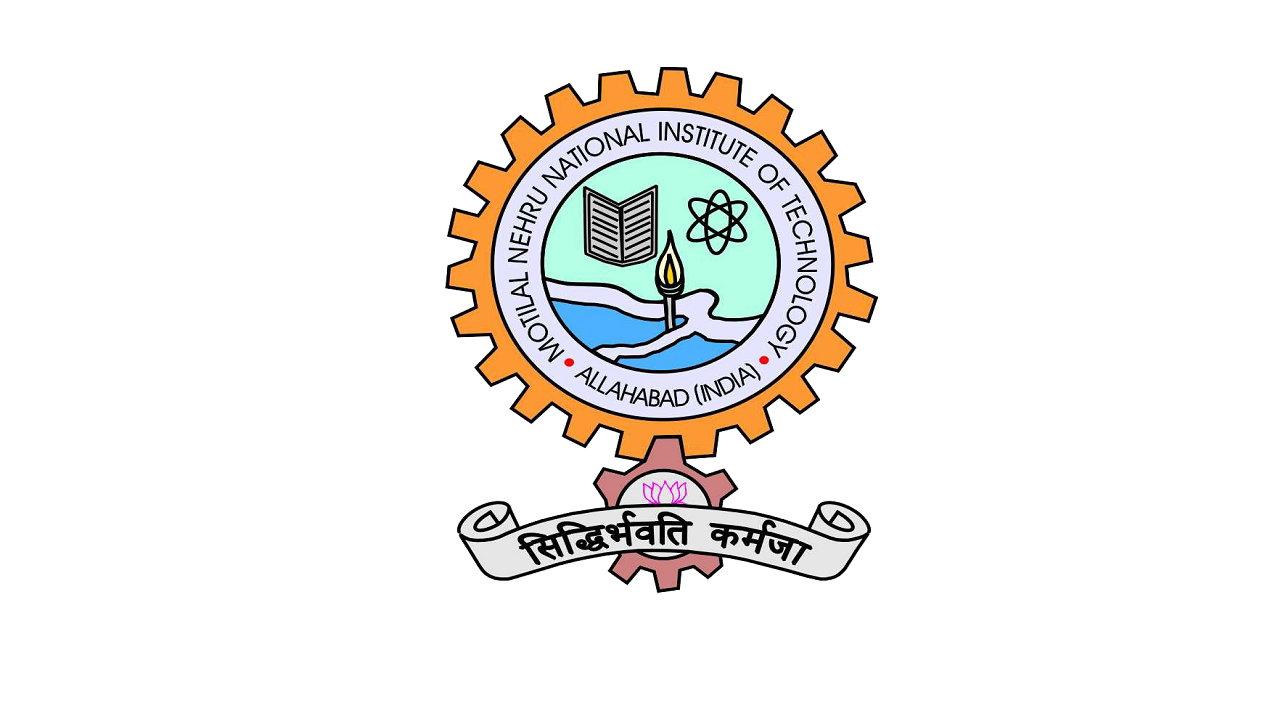 MOTILAL NEHRU NATIONAL INSTITUTE OF TECHNOLOGY
• ALLAHABAD (INDIA) •
सिद्धिर्भवति कर्मजा